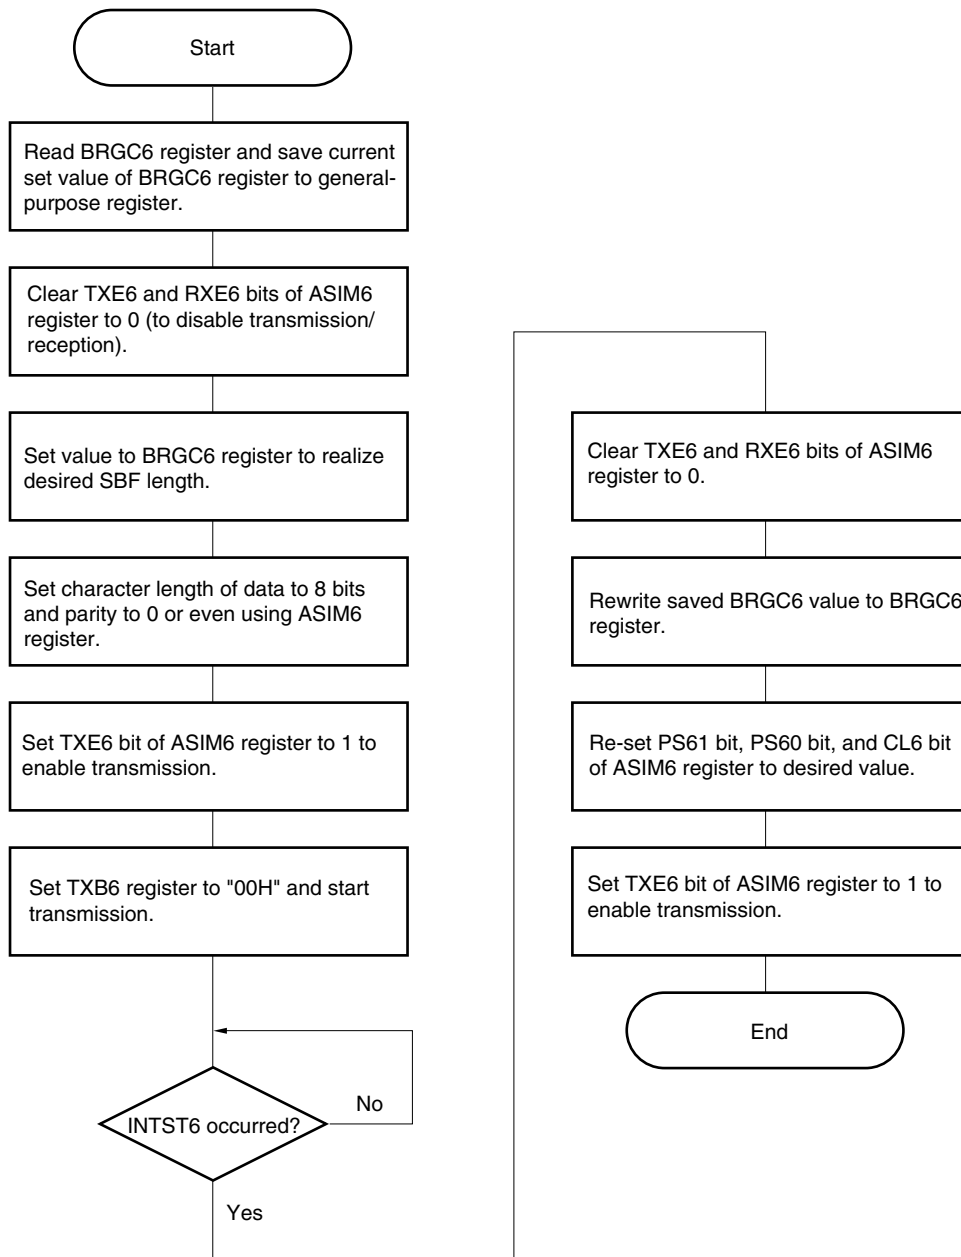 Start
Read BRGC6 register and save current
set value of BRGC6 register to general-
purpose register.
Clear TXE6 and RXE6 bits of ASIM6
register to 0 (to disable transmission/
reception).
Set value to BRGC6 register to realize
desired SBF length.
Set character length of data to 8 bits
and parity to 0 or even using ASIM6
register.
Set TXE6 bit of ASIM6 register to 1 to
enable transmission.
Set TXB6 register to "00H" and start
transmission.
INTST6 occurred?
No
Yes
Clear TXE6 and RXE6 bits of ASIM6
register to 0.
Rewrite saved BRGC6 value to BRGC6
register.
Re-set PS61 bit, PS60 bit, and CL6 bit
of ASIM6 register to desired value.
Set TXE6 bit of ASIM6 register to 1 to
enable transmission.
End